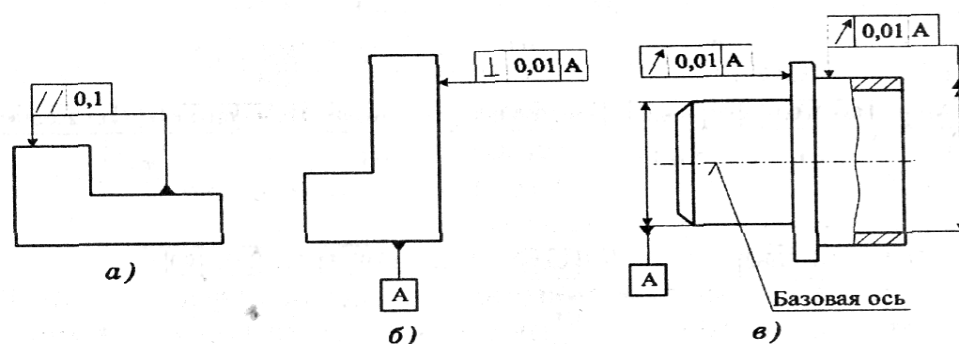 // 0,1
а)
⊥ 0,01 А
А
б)
↗ 0,01 А
↗ 0,01 А
А
Базовая ось
в)